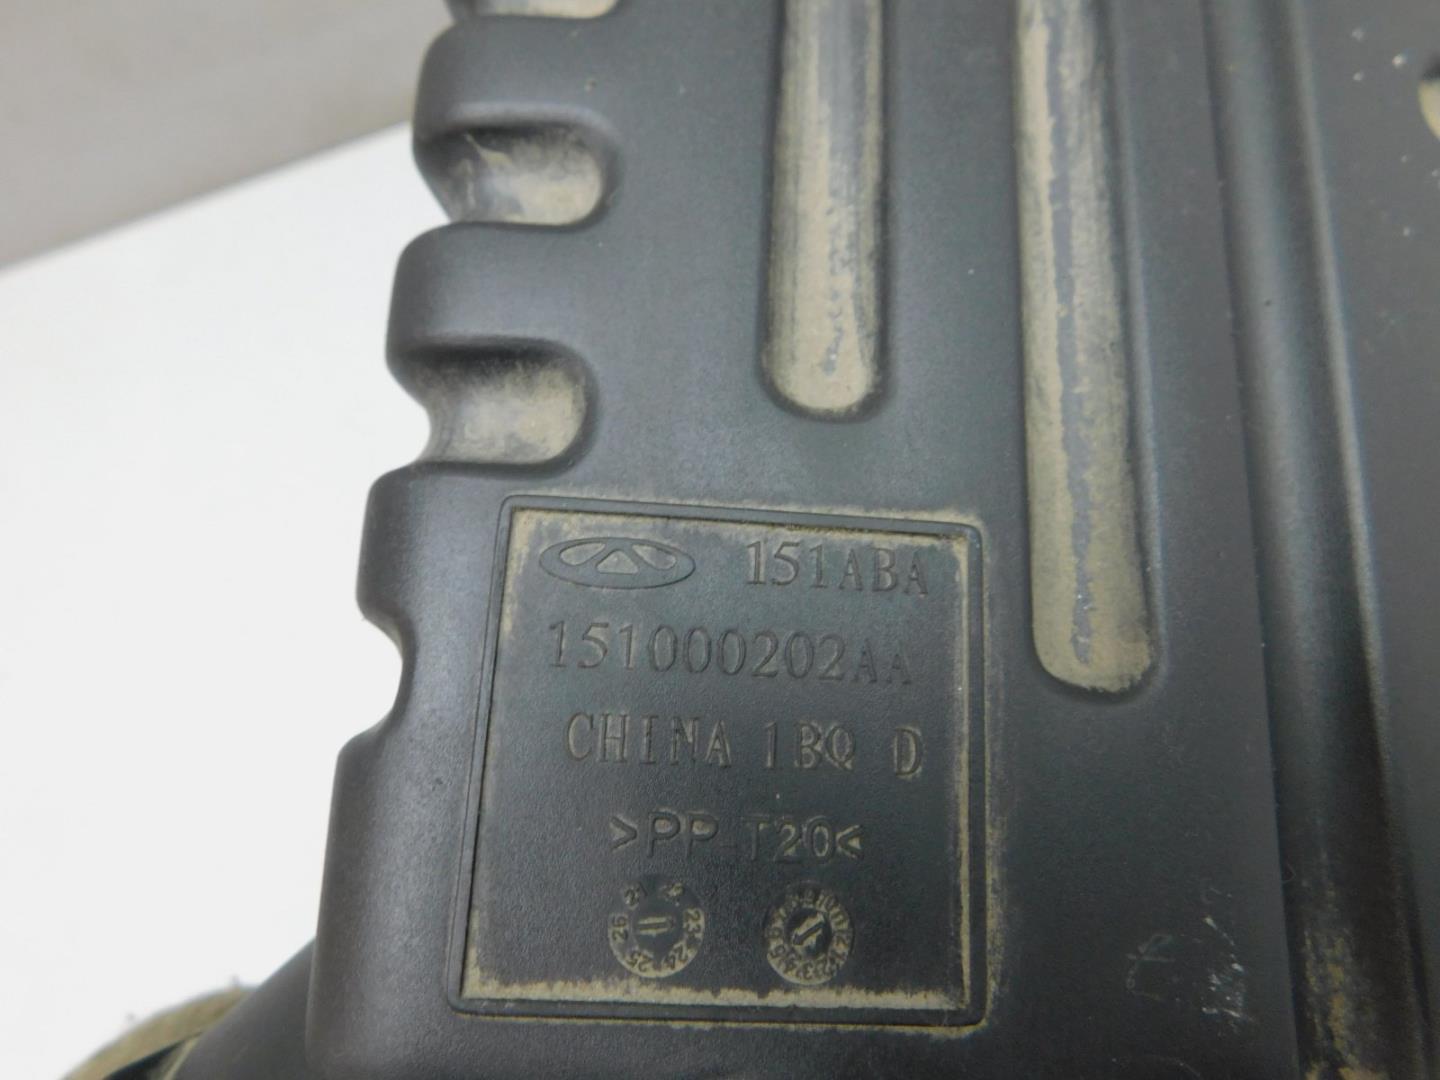 151ABA
151000202AA
CHINA 1BQ D
>PP-T20<